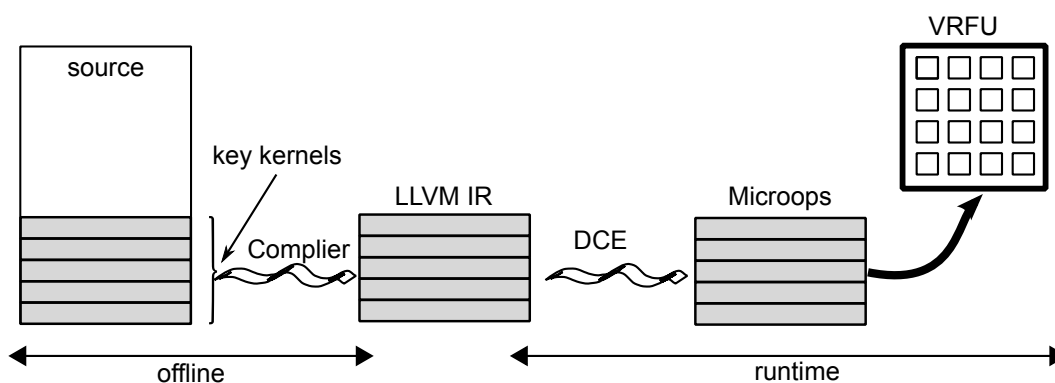 VRFU
source
key kernels
LLVM IR
Microops
Complier
DCE
offline
runtime